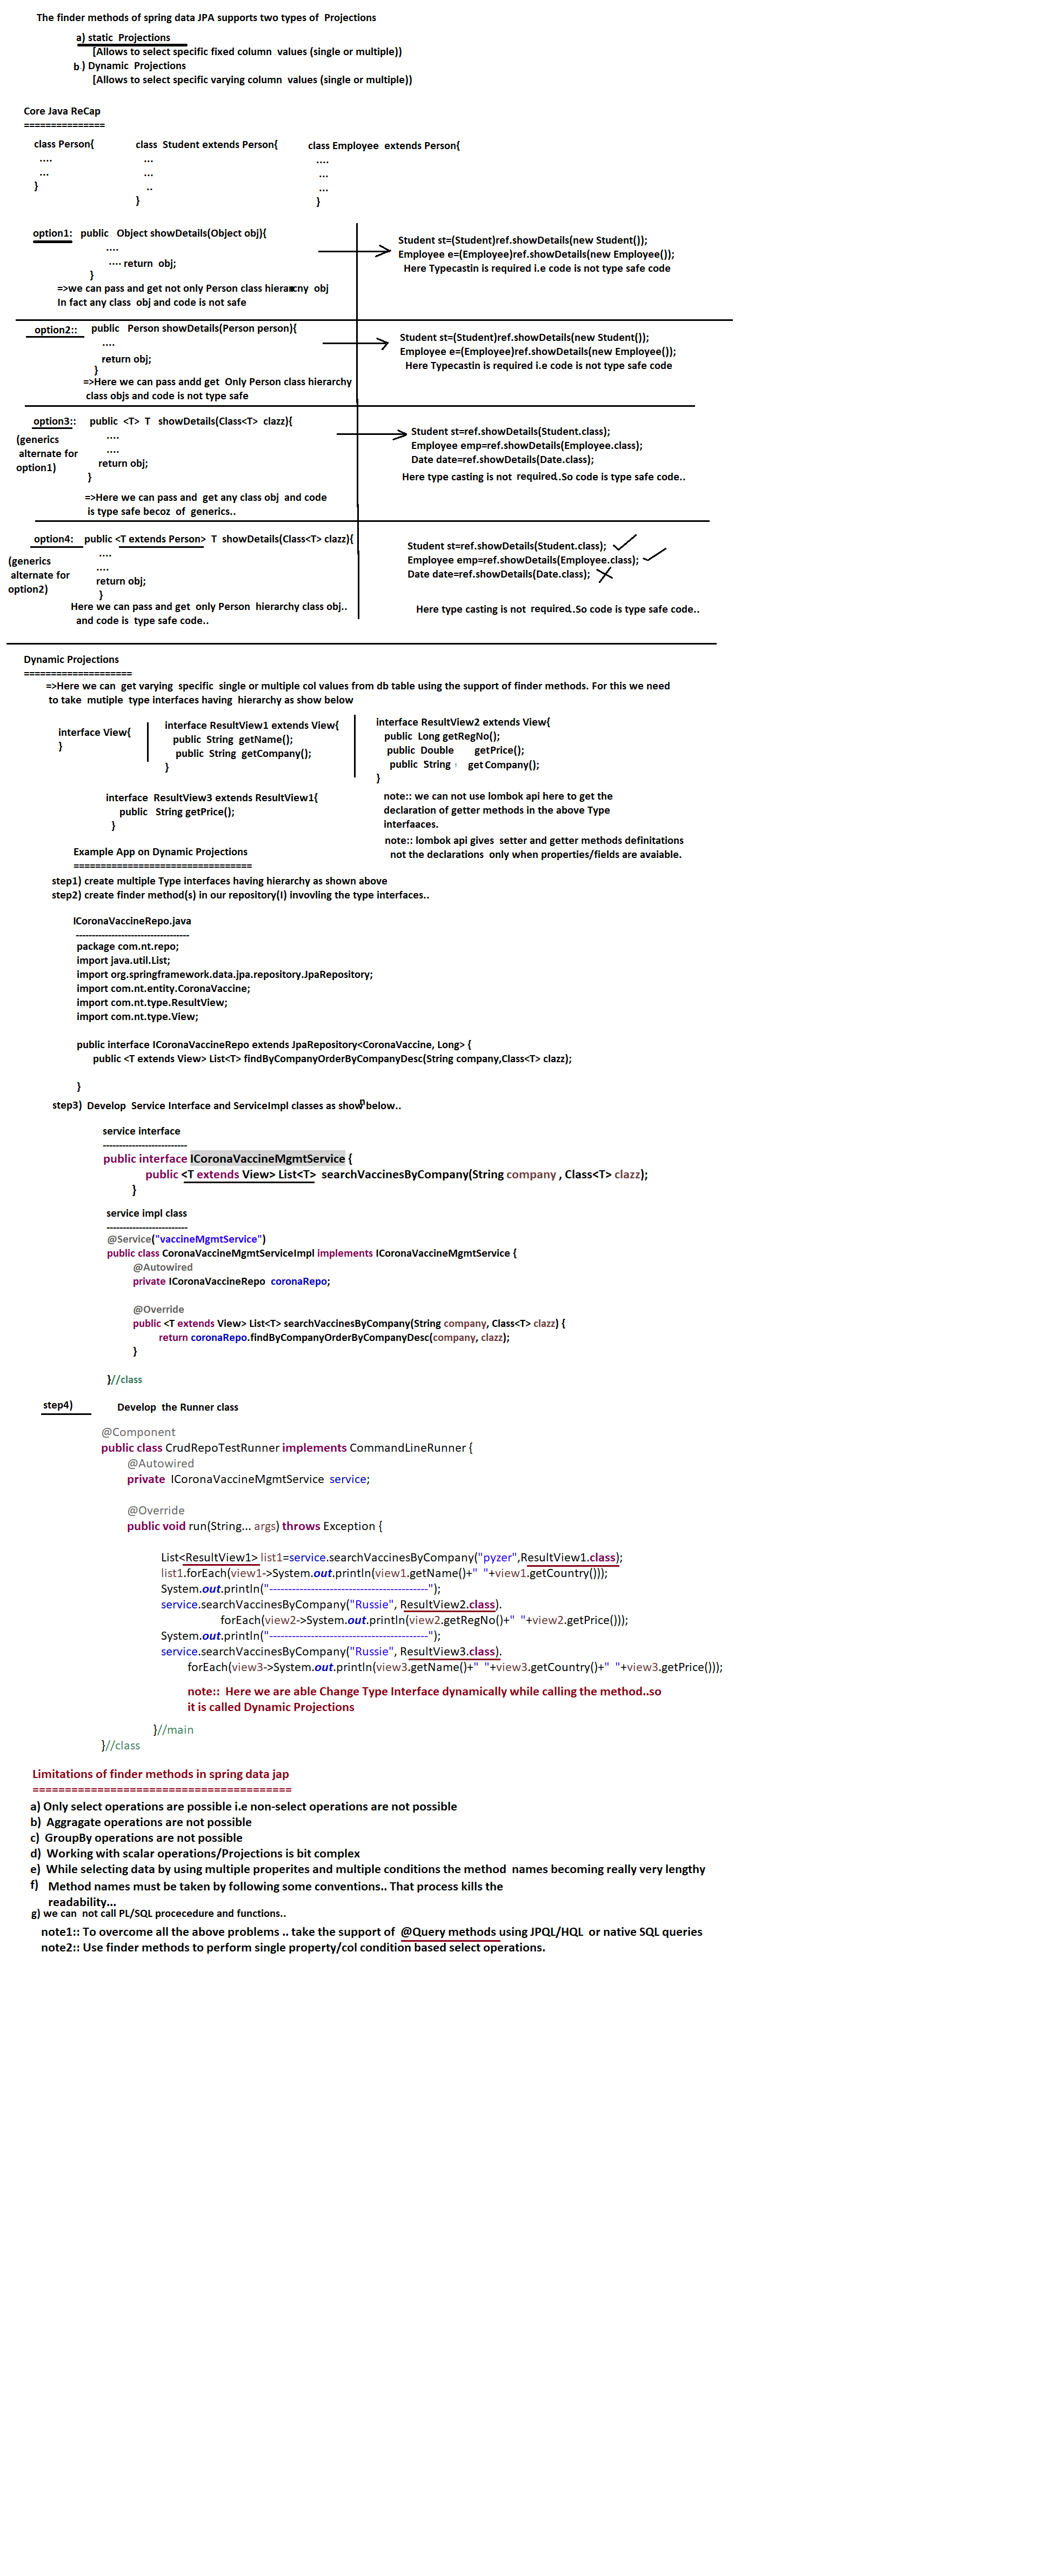 The finder methods of spring data JPA supports two types of Projections
a) static Projections
[Allows to select specific fixed column values (single or multiple))
b.) Dynamic Projections
[Allows to select specific varying column values (single or multiple))
Core Java ReCap
===============
class Person{
....
...
}
class Student extends Person{
...
...
..
}
class Employee extends Person{
....
...
...
}
option1: public Object showDetails(Object obj){
....
.... return obj;
}
=>we can pass and get not only Person class hierarcny obj
In fact any class obj and code is not safe
Student st=(Student)ref.showDetails(new Student());
Employee e=(Employee)ref.showDetails(new Employee());
Here Typecastin is required i.e code is not type safe code
option2:: public Person showDetails(Person person){
....
return obj;
}
=>Here we can pass andd get Only Person class hierarchy
class objs and code is not type safe
Student st=(Student)ref.showDetails(new Student());
Employee e=(Employee)ref.showDetails(new Employee());
Here Typecastin is required i.e code is not type safe code
option3:: public <T> T showDetails(Class<T> clazz){
(generics
alternate for
option1)
....
....
return obj;
}
=>Here we can pass and get any class obj and code
is type safe becoz of generics..
Student st=ref.showDetails(Student.class);
Employee emp=ref.showDetails(Employee.class);
Date date=ref.showDetails(Date.class);
Here type casting is not required..So code is type safe code..
option4: public <T extends Person> T showDetails(Class<T> clazz){
(generics
alternate for
option2)
....
....
return obj;
}
Here we can pass and get only Person hierarchy class obj..
and code is type safe code..
Student st=ref.showDetails(Student.class);
Employee emp=ref.showDetails(Employee.class);
Date date=ref.showDetails(Date.class);
Here type casting is not required..So code is type safe code..
Dynamic Projections
====================
=>Here we can get varying specific single or multiple col values from db table using the support of finder methods. For this we need
to take mutiple type interfaces having hierarchy as show below
interface View{
}
interface ResultView1 extends View{
public String getName();
public String getCompany();
}
interface ResultView2 extends View{
public Long getRegNo();
public Double getPrice();
public String getCompany();
}
interface ResultView3 extends ResultView1{
public String getPrice();
}
note:: we can not use lombok api here to get the
declaration of getter methods in the above Type
interfaaces.
note:: lombok api gives setter and getter methods definitations
not the declarations only when properties/fields are avaiable.
Example App on Dynamic Projections
=================================
step1) create multiple Type interfaces having hierarchy as shown above
step2) create finder method(s) in our repository(I) invovling the type interfaces..
ICoronaVaccineRepo.java
-----------------------------------
package com.nt.repo;
import java.util.List;
import org.springframework.data.jpa.repository.JpaRepository;
import com.nt.entity.CoronaVaccine;
import com.nt.type.ResultView;
import com.nt.type.View;
public interface ICoronaVaccineRepo extends JpaRepository<CoronaVaccine, Long> {
public <T extends View> List<T> findByCompanyOrderByCompanyDesc(String company,Class<T> clazz);
}
step3) Develop Service Interface and ServiceImpl classes as shown below..
service interface
--------------------------
public interface ICoronaVaccineMgmtService {
public <T extends View> List<T> searchVaccinesByCompany(String company , Class<T> clazz);
}
service impl class
-------------------------
@Service("vaccineMgmtService")
public class CoronaVaccineMgmtServiceImpl implements ICoronaVaccineMgmtService {
@Autowired
private ICoronaVaccineRepo coronaRepo;
@Override
public <T extends View> List<T> searchVaccinesByCompany(String company, Class<T> clazz) {
return coronaRepo.findByCompanyOrderByCompanyDesc(company, clazz);
}
}//class
step4) Develop the Runner class
@Component
public class CrudRepoTestRunner implements CommandLineRunner {
@Autowired
private ICoronaVaccineMgmtService service;
@Override
public void run(String... args) throws Exception {
List<ResultView1> list1=service.searchVaccinesByCompany("pyzer",ResultView1.class);
list1.forEach(view1->System.out.println(view1.getName()+" "+view1.getCountry()));
System.out.println("------------------------------------------");
service.searchVaccinesByCompany("Russie", ResultView2.class).
forEach(view2->System.out.println(view2.getRegNo()+" "+view2.getPrice()));
System.out.println("------------------------------------------");
service.searchVaccinesByCompany("Russie", ResultView3.class).
forEach(view3->System.out.println(view3.getName()+" "+view3.getCountry()+" "+view3.getPrice()));
note:: Here we are able Change Type Interface dynamically while calling the method..so
it is called Dynamic Projections
}//main
}//class
Limitations of finder methods in spring data jap
========================================
a) Only select operations are possible i.e non-select operations are not possible
b) Aggragate operations are not possible
c) GroupBy operations are not possible
d) Working with scalar operations/Projections is bit complex
e) While selecting data by using multiple properites and multiple conditions the method names becoming really very lengthy
f) Method names must be taken by following some conventions.. That process kills the
readability...
g) we can not call PL/SQL procecedure and functions..
note1:: To overcome all the above problems .. take the support of @Query methods using JPQL/HQL or native SQL queries
note2:: Use finder methods to perform single property/col condition based select operations.